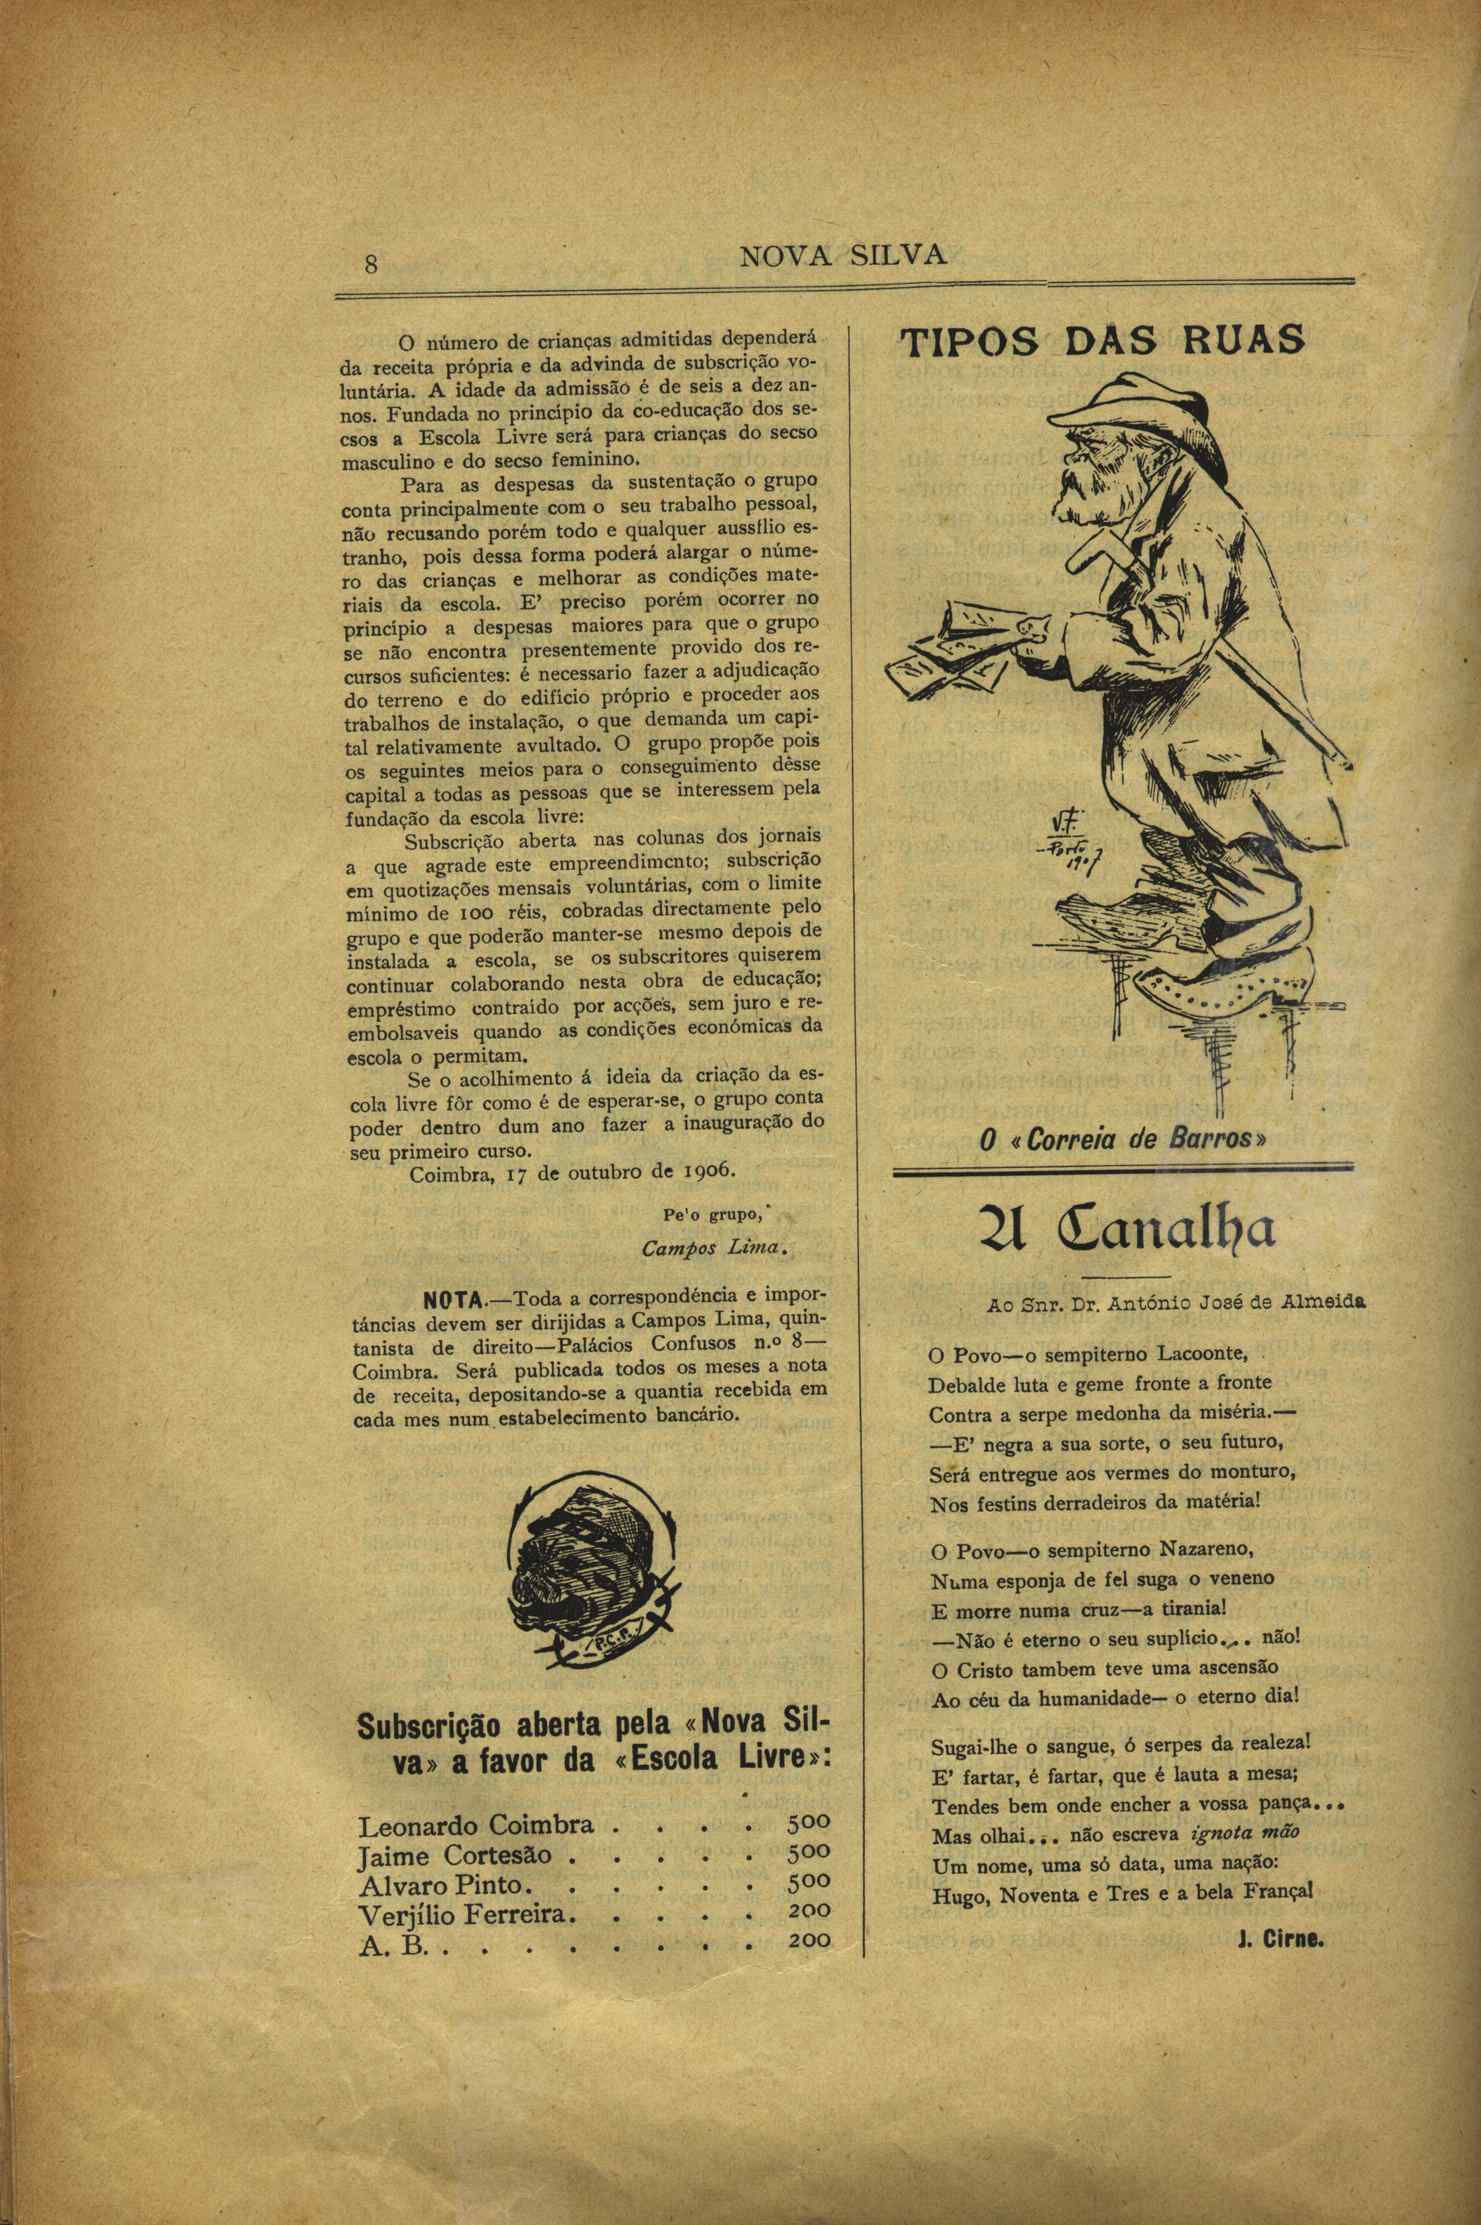 8
NOVA SILVA
O número de crianças admitidas dependerá
da receita própria e da advinda de subscrição vo-
luntária. A idade da admissão é de seis a dez an-
nos. Fundada no princípio da co-educação dos se-
csos a Escola Livre será para crianças do secso
masculino e do secso feminino.
Para as despesas da sustentação o grupo
conta principalmente com o seu trabalho pessoal,
não recusando porém todo e qualquer aussílio es-
tranho, pois dessa forma poderá alargar o núme-
ro das crianças e melhorar as condições mate-
riais da escola. E' preciso porém ocorrer no
princípio a despesas maiores para que o grupo
se não encontra presentemente provido dos re-
cursos suficientes: é necessario fazer a adjudicação
do terreno e do edifício próprio e proceder aos
trabalhos de instalação, o que demanda um capi-
tal relativamente avultado. O grupo propõe pois
os seguintes meios para o conseguimento dêsse
capital a todas as pessoas que se interessem pela
fundação da escola livre:
Subscrição aberta nas colunas dos jornais
a que agrade este empreendimento; subscrição
em quotizações mensais voluntárias, com o limite
mínimo de 100 réis, cobradas directamente pelo
grupo e que poderão manter-se mesmo depois de
instalada a escola, se os subscritores quiserem
continuar colaborando nesta obra de educação;
empréstimo contraído por acções, sem juro e re-
embolsaveis quando as condições económicas da
escola o permitam.
Se o acolhimento á ideia da criação da es-
cola livre fôr como é de esperar-se, o grupo conta
poder dentro dum ano fazer a inauguração do
seu primeiro curso.
Coimbra, 17 de outubro de 1906.
Pe'o grupo,
Campos Lima.
NOTA.—Toda a correspondéncia e impor-
táncias devem ser dirijidas a Campos Lima, quin-
tanista de direito—Palácios Confusos n.º 8—
Coimbra. Será publicada todos os meses a nota
de receita, depositando-se a quantia recebida em
cada mes num estabelecimento bancário.
P.C.P.
Subscrição aberta pela «Nova Sil-
va» a favor da «Escola Livre»:
Leonardo Coimbra . . . . 500
Jaime Cortesão . . . . . 500
Alvaro Pinto. . . . . . 500
Verjílio Ferreira. . . . . 200
A. B. . . . . . . . . 200
TIPOS DAS RUAS
V.F.
Porto
1907
O «Correia de Barros»
A Canalha
Ao Snr. Dr. António José de Almeida
O Povo—o sempiterno Lacoonte,
Debalde luta e geme fronte a fronte
Contra a serpe medonha da miséria.—
—E' negra a sua sorte, o seu futuro,
Será entregue aos vermes do monturo,
Nos festins derradeiros da matéria!
O Povo—o sempiterno Nazareno,
Numa esponja de fel suga o veneno
E morre numa cruz—a tirania!
—Não é eterno o seu suplício... não!
O Cristo tambem teve uma ascensão
Ao céu da humanidade— o eterno dia!
Sugai-lhe o sangue, ó serpes da realeza!
E' fartar, é fartar, que é lauta a mesa;
Tendes bem onde encher a vossa pança...
Mas olhai... não escreva ignota mão
Um nome, uma só data, uma nação:
Hugo, Noventa e Tres e a bela França!
J. Cirne.